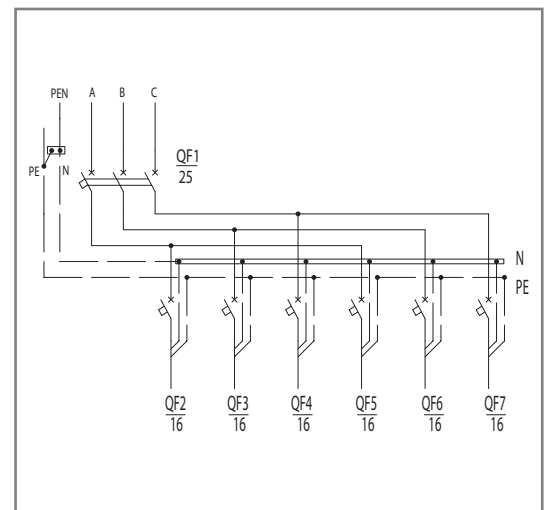 PEN A B C
QF1
25
PE N
N
PE
QF2 QF3 QF4 QF5 QF6 QF7
16 16 16 16 16 16